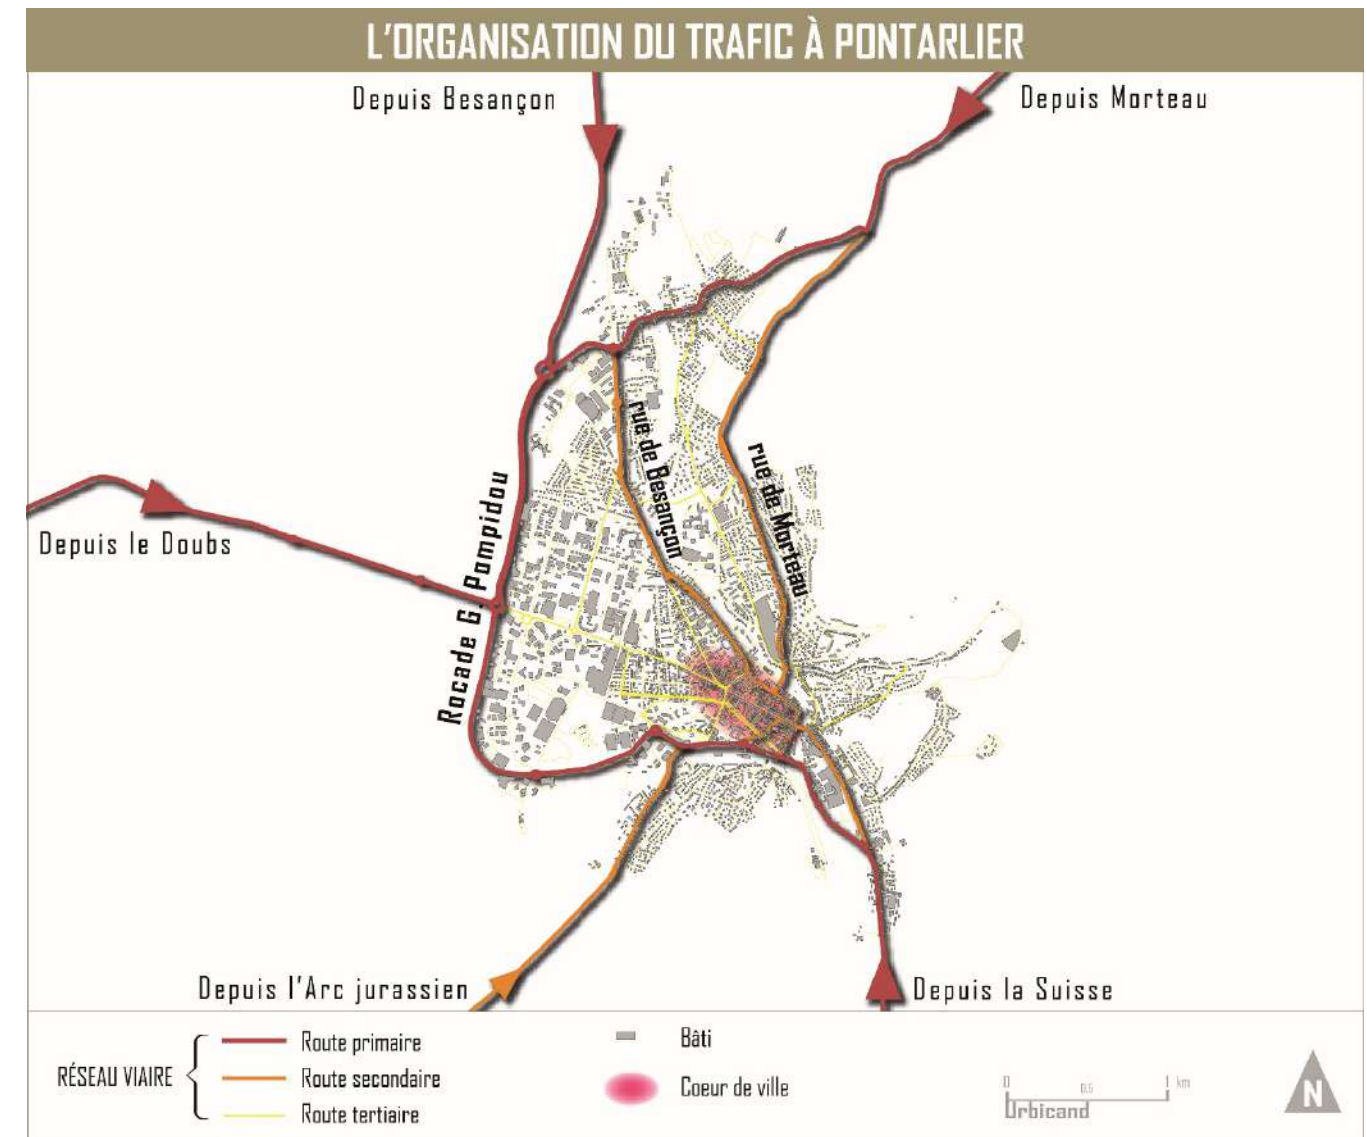 L'ORGANISATION DU TRAFIC À PONTARLIER
Depuis Besançon
Depuis Morteau
rue de Besançon
rue de Morteau
Depuis le Doubs
Rocade G. Pompidou
Depuis l'Arc jurassien
Depuis la Suisse
RÉSEAU VIAIRE
Route primaire
Route secondaire
Route tertiaire
Bâti
Coeur de ville
0 0.5 1 km
Urbicand
N